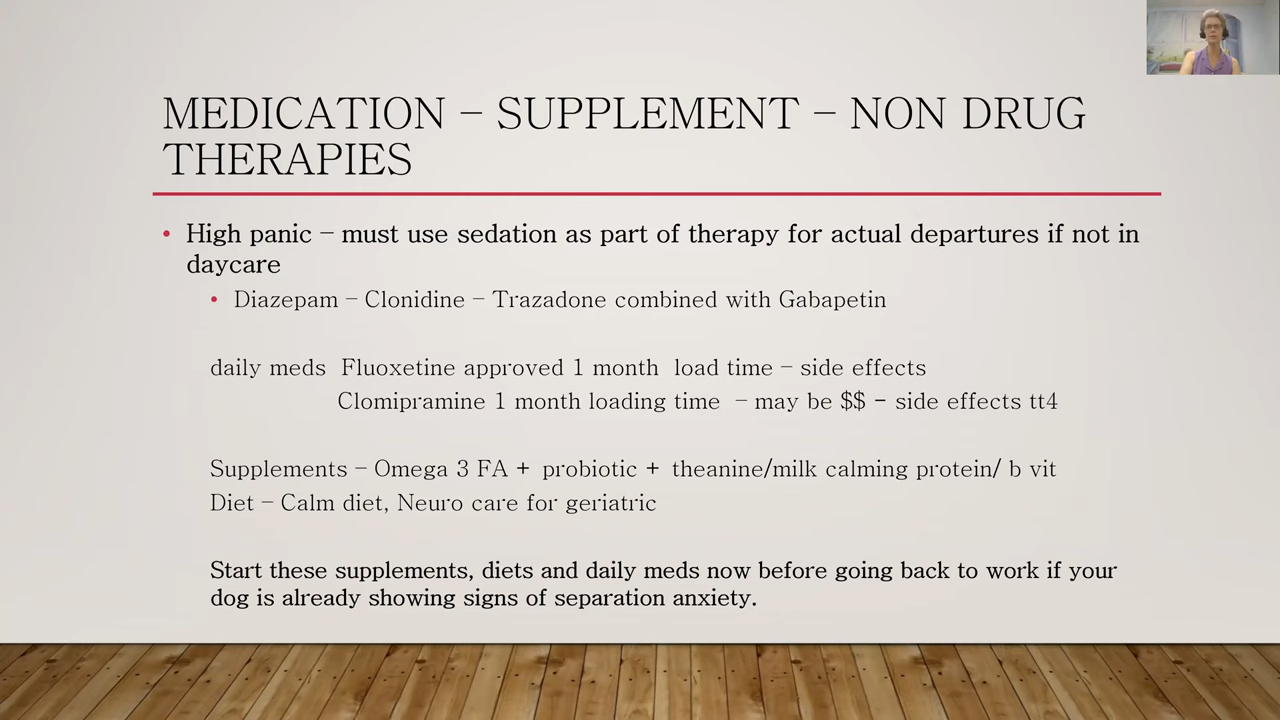 MEDICATION – SUPPLEMENT – NON DRUG
THERAPIES
• High panic – must use sedation as part of therapy for actual departures if not in
daycare
• Diazepam – Clonidine – Trazadone combined with Gabapetin
daily meds Fluoxetine approved 1 month load time – side effects
Clomipramine 1 month loading time – may be $$ – side effects tt4
Supplements – Omega 3 FA + probiotic + theanine/milk calming protein/ b vit
Diet – Calm diet, Neuro care for geriatric
Start these supplements, diets and daily meds now before going back to work if your
dog is already showing signs of separation anxiety.